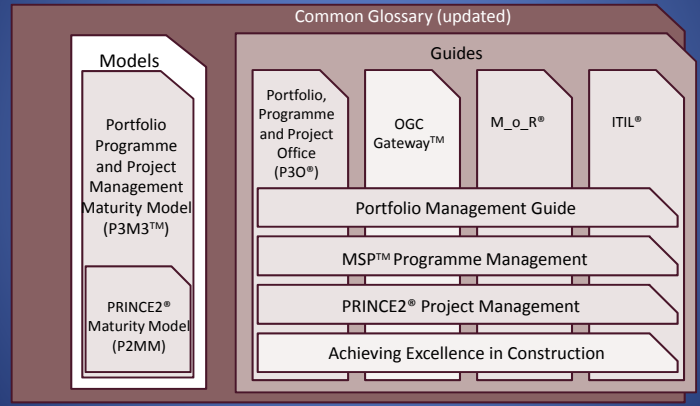 Common Glossary (updated)
Models
Portfolio
Programme
and Project
Management
Maturity Model
(P3M3™)
PRINCE2®
Maturity Model
(P2MM)
Guides
Portfolio,
Programme
and Project
Office
(P3O®)
OGC
Gateway™
M_o_R®
ITIL®
Portfolio Management Guide
MSP™ Programme Management
PRINCE2® Project Management
Achieving Excellence in Construction